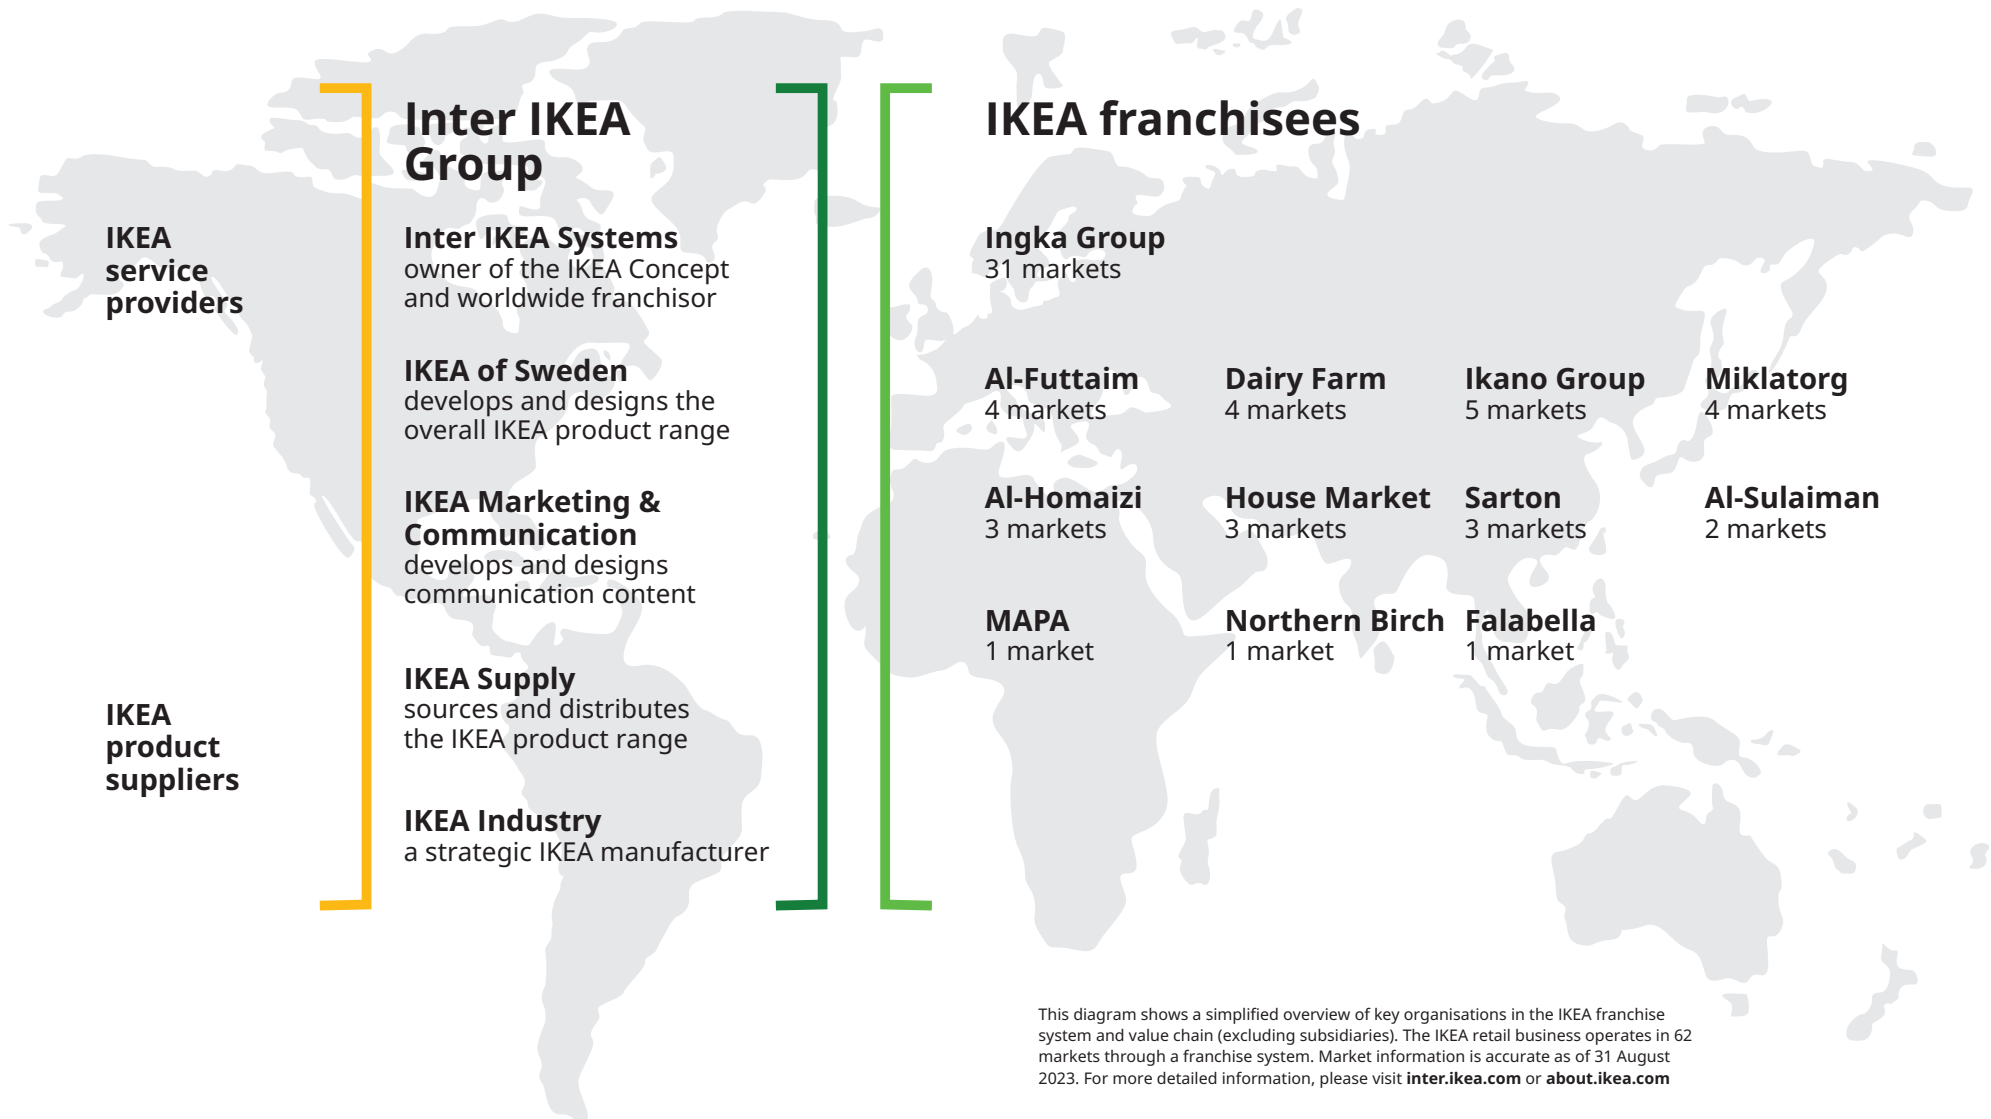 Inter IKEA
Group
IKEA franchisees
IKEA
service
providers
IKEA
product
suppliers
Inter IKEA Systems
owner of the IKEA Concept
and worldwide franchisor
IKEA of Sweden
develops and designs the
overall IKEA product range
IKEA Marketing &
Communication
develops and designs
communication content
IKEA Supply
sources and distributes
the IKEA product range
IKEA Industry
a strategic IKEA manufacturer
Ingka Group
31 markets
Al-Futtaim
4 markets
Dairy Farm
4 markets
Ikano Group
5 markets
Miklatorg
4 markets
Al-Homaizi
3 markets
House Market
3 markets
Sarton
3 markets
Al-Sulaiman
2 markets
MAPA
1 market
Northern Birch
1 market
Falabella
1 market
This diagram shows a simplified overview of key organisations in the IKEA franchise
system and value chain (excluding subsidiaries). The IKEA retail business operates in 62
markets through a franchise system. Market information is accurate as of 31 August
2023. For more detailed information, please visit inter.ikea.com or about.ikea.com